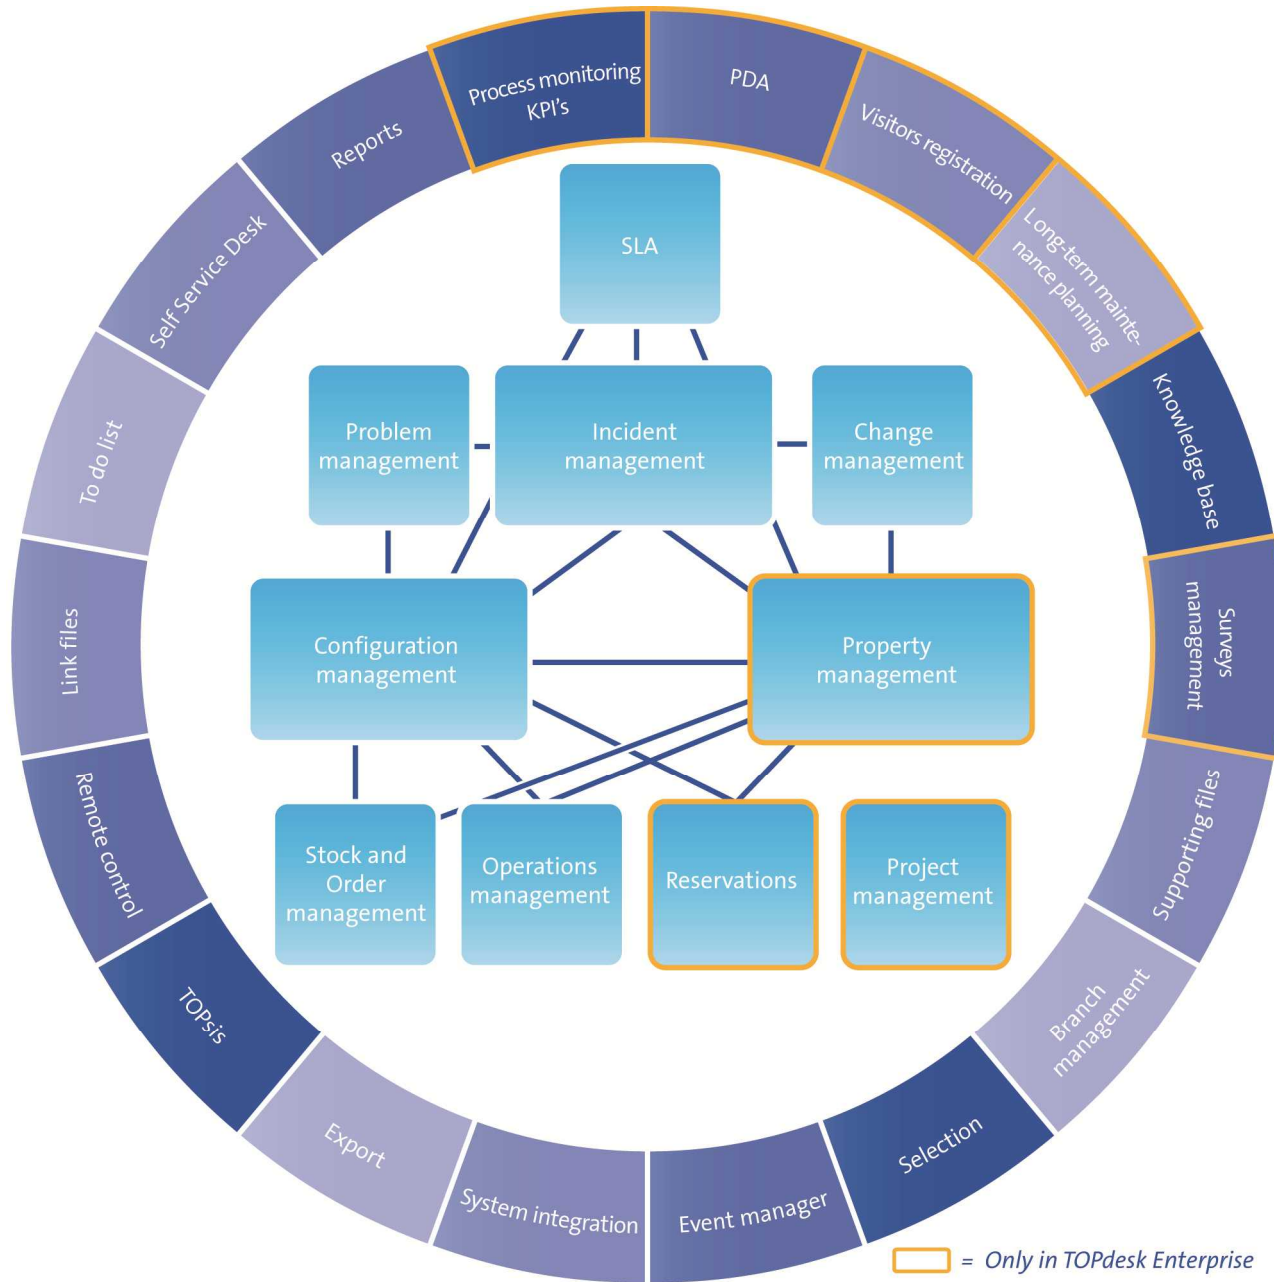 Process monitoring
KPI's
PDA
Visitors registration
Long-term mainte-
nance planning
Knowledge base
Surveys
management
Supporting files
Branch
management
Selection
Event manager
System integration
Export
TOPsis
Remote control
Link files
To do list
Self Service Desk
Reports
SLA
Problem
management
Incident
management
Change
management
Configuration
management
Property
management
Stock and
Order
management
Operations
management
Reservations
Project
management
= Only in TOPdesk Enterprise